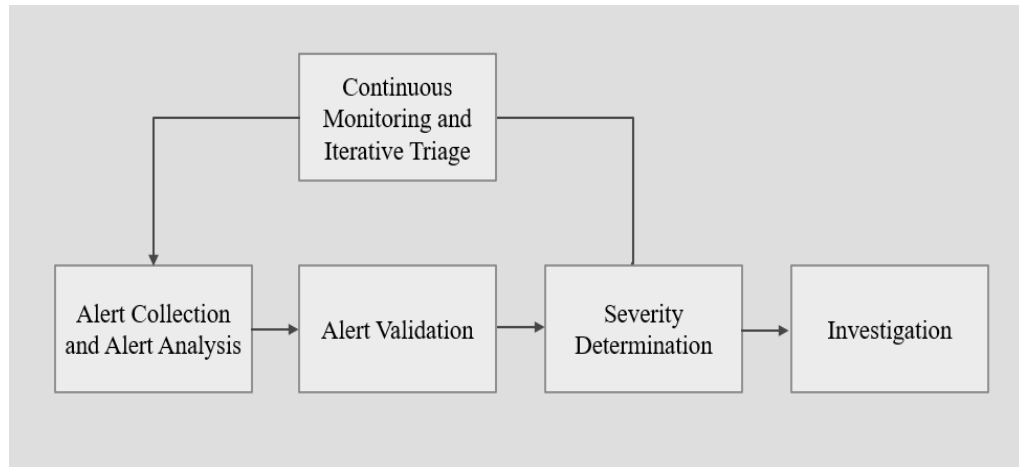 Continuous
Monitoring and
Iterative Triage
Alert Collection
and Alert Analysis
Alert Validation
Severity
Determination
Investigation